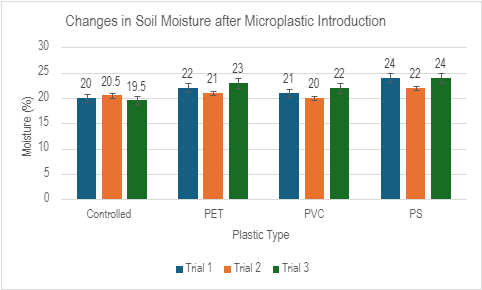 Changes in Soil Moisture after Microplastic Introduction
30
25
20
15
10
5
0
Moisture (%)
20 20.5 19.5
22 21 23
21 20 22
24 22 24
Controlled PET PVC PS
Plastic Type
Trial 1 Trial 2 Trial 3